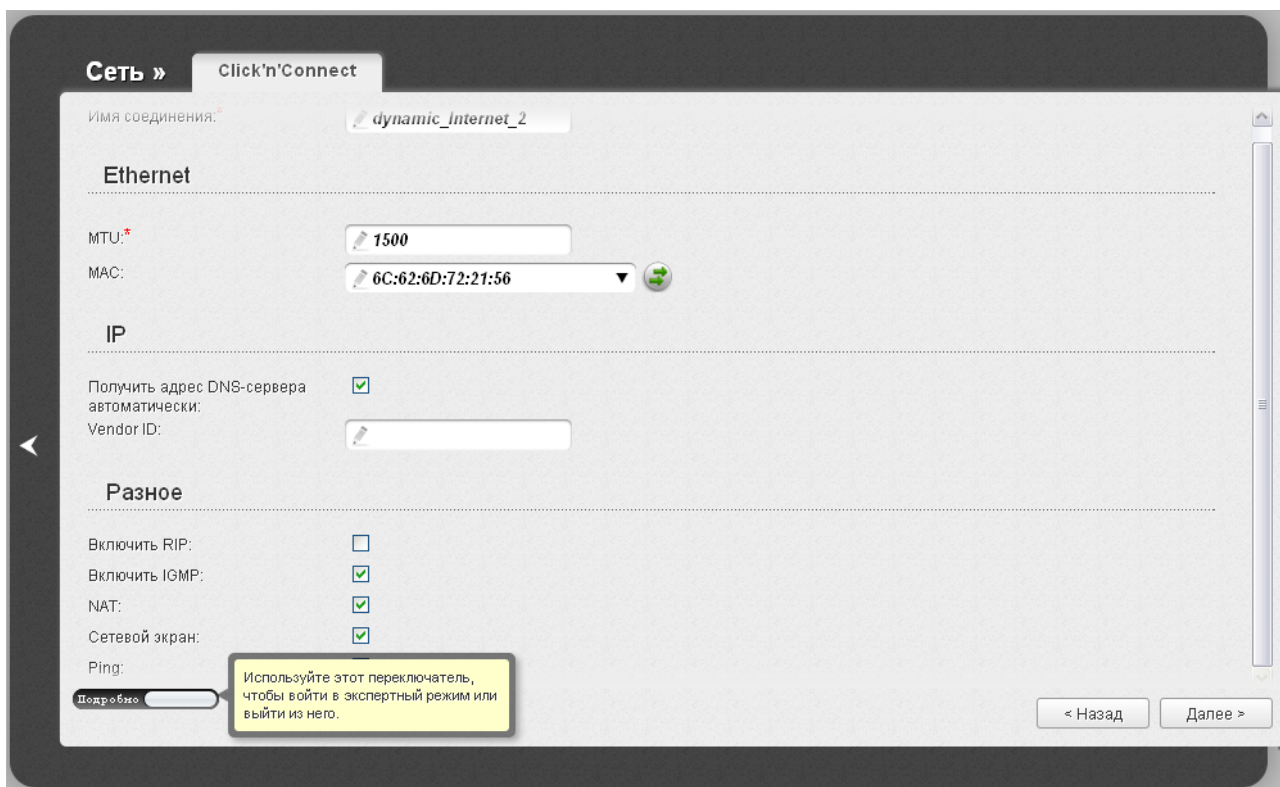 Сеть »
Click'n'Connect
Имя соединения:*
dynamic_Internet_2
Ethernet
MTU:*
1500
MAC:
6C:62:6D:72:21:56
IP
Получить адрес DNS-сервера
автоматически:
Vendor ID:
Разное
Включить RIP:
Включить IGMP:
NAT:
Сетевой экран:
Ping:
Подробно
Используйте этот переключатель,
чтобы войти в экспертный режим или
выйти из него.
< Назад
Далее >